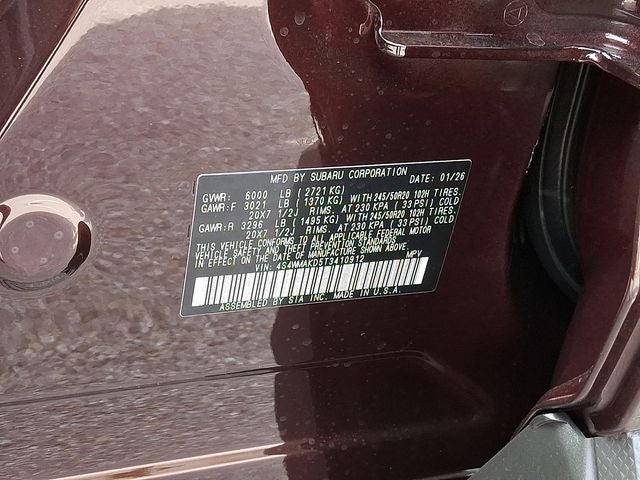 MFD BY SUBARU CORPORATION DATE: 01/26
GVWR: 6000 LB ( 2721 KG)
GAWR:F 3021 LB ( 1370 KG) WITH 245/50R20 102H TIRES.
20X7 1/2J RIMS. AT 230 KPA ( 33 PSI) COLD
GAWR:R 3296 LB ( 1495 KG) WITH 245/50R20 102H TIRES.
20X7 1/2J RIMS. AT 230 KPA ( 33 PSI) COLD
THIS VEHICLE CONFORMS TO ALL APPLICABLE FEDERAL MOTOR
VEHICLE SAFETY AND THEFT PREVENTION STANDARDS
IN EFFECT ON THE DATE OF MANUFACTURE SHOWN ABOVE.
VIN: 4S4WMAKD5T3410912 MPV
ASSEMBLED BY SIA INC. MADE IN U.S.A.